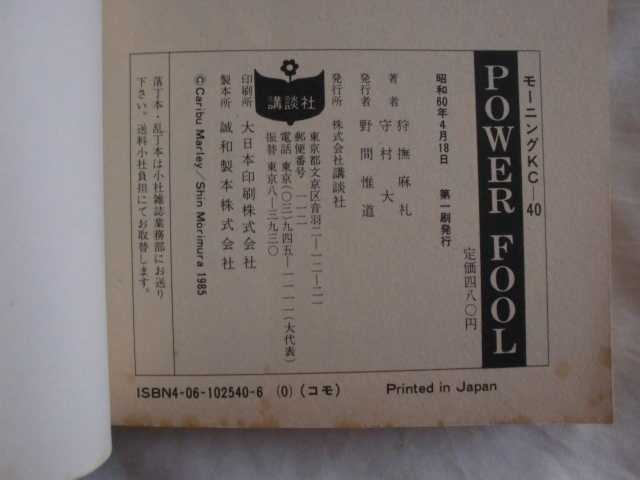 モーニングKC―40
POWER FOOL
定価四八〇円
昭和60年4月18日　第一刷発行
著者　狩撫麻礼
守村大
発行者　野間惟道
発行所　株式会社講談社
東京都文京区音羽二―一二―二一
郵便番号　一一二
電話　東京(〇三)九四五―一一一一(大代表)
振替　東京八―三九三〇
講談社
印刷所　大日本印刷株式会社
製本所　誠和製本株式会社
©Caribu Marley/Shin Morimura 1985
落丁本・乱丁本は小社雑誌業務部にお送り
下さい。送料小社負担にてお取替します。
ISBN4-06-102540-6 (0)(コモ)
Printed in Japan